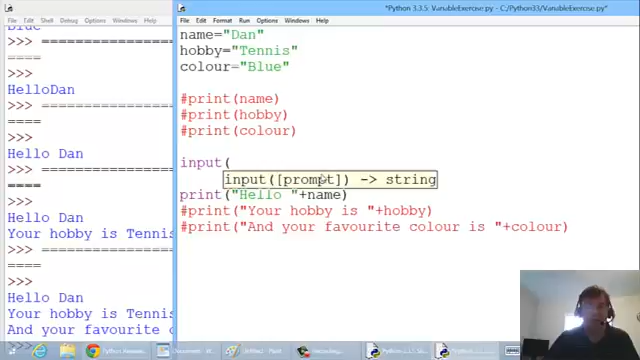 File Edit Shell Debug
>>> ================
====
>>>
HelloDan
>>> ================
====
>>>
Hello Dan
>>> ================
====
>>>
Hello Dan
Your hobby is Tennis
>>> ================
====
>>>
Hello Dan
Your hobby is Tennis
And your favourite
*Python 3.3.5: VariableExercise.py - C:/Python33/VariableExercise.py*
File Edit Format Run Options Windows Help
name="Dan"
hobby="Tennis"
colour="Blue"
#print(name)
#print(hobby)
#print(colour)
input(
input([prompt]) -> string
print("Hello "+name)
#print("Your hobby is "+hobby)
#print("And your favourite colour is "+colour)